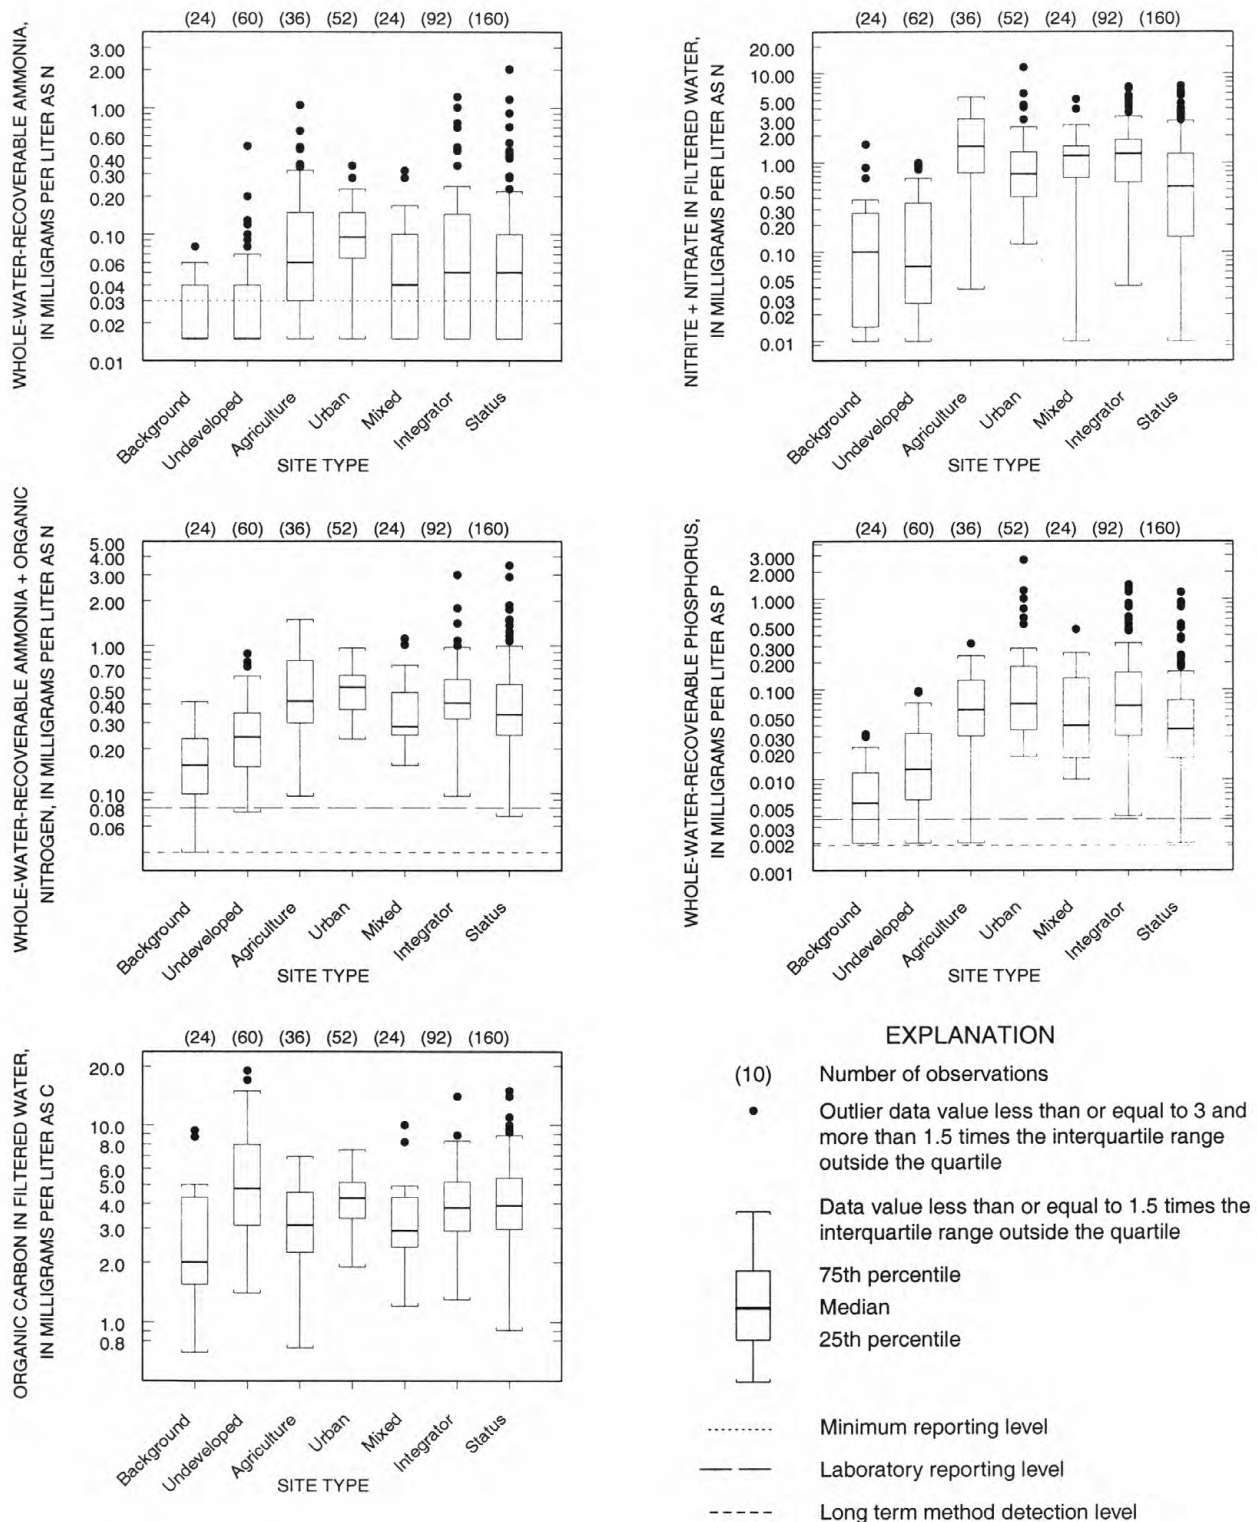 (24) (60) (36) (52) (24) (92) (160)
WHOLE-WATER-RECOVERABLE AMMONIA,
IN MILLIGRAMS PER LITER AS N
3.00
2.00
1.00
0.60
0.40
0.30
0.20
0.10
0.06
0.04
0.03
0.02
0.01
Background
Undeveloped
Agriculture
Urban
Mixed
Integrator
Status
SITE TYPE
(24) (62) (36) (52) (24) (92) (160)
NITRITE + NITRATE IN FILTERED WATER,
IN MILLIGRAMS PER LITER AS N
20.00
10.00
5.00
3.00
2.00
1.00
0.50
0.30
0.20
0.10
0.05
0.03
0.02
0.01
Background
Undeveloped
Agriculture
Urban
Mixed
Integrator
Status
SITE TYPE
(24) (60) (36) (52) (24) (92) (160)
WHOLE-WATER-RECOVERABLE AMMONIA + ORGANIC
NITROGEN, IN MILLIGRAMS PER LITER AS N
5.00
3.00
2.00
1.00
0.70
0.50
0.40
0.30
0.20
0.10
0.08
0.06
Background
Undeveloped
Agriculture
Urban
Mixed
Integrator
Status
SITE TYPE
(24) (60) (36) (52) (24) (92) (160)
WHOLE-WATER-RECOVERABLE PHOSPHORUS,
IN MILLIGRAMS PER LITER AS P
3.000
2.000
1.000
0.500
0.300
0.200
0.100
0.050
0.030
0.020
0.010
0.005
0.003
0.002
0.001
Background
Undeveloped
Agriculture
Urban
Mixed
Integrator
Status
SITE TYPE
(24) (60) (36) (52) (24) (92) (160)
ORGANIC CARBON IN FILTERED WATER,
IN MILLIGRAMS PER LITER AS C
20.0
10.0
8.0
6.0
5.0
4.0
3.0
2.0
1.0
0.8
Background
Undeveloped
Agriculture
Urban
Mixed
Integrator
Status
SITE TYPE
EXPLANATION
(10) Number of observations
Outlier data value less than or equal to 3 and
more than 1.5 times the interquartile range
outside the quartile
Data value less than or equal to 1.5 times the
interquartile range outside the quartile
75th percentile
Median
25th percentile
Minimum reporting level
Laboratory reporting level
Long term method detection level